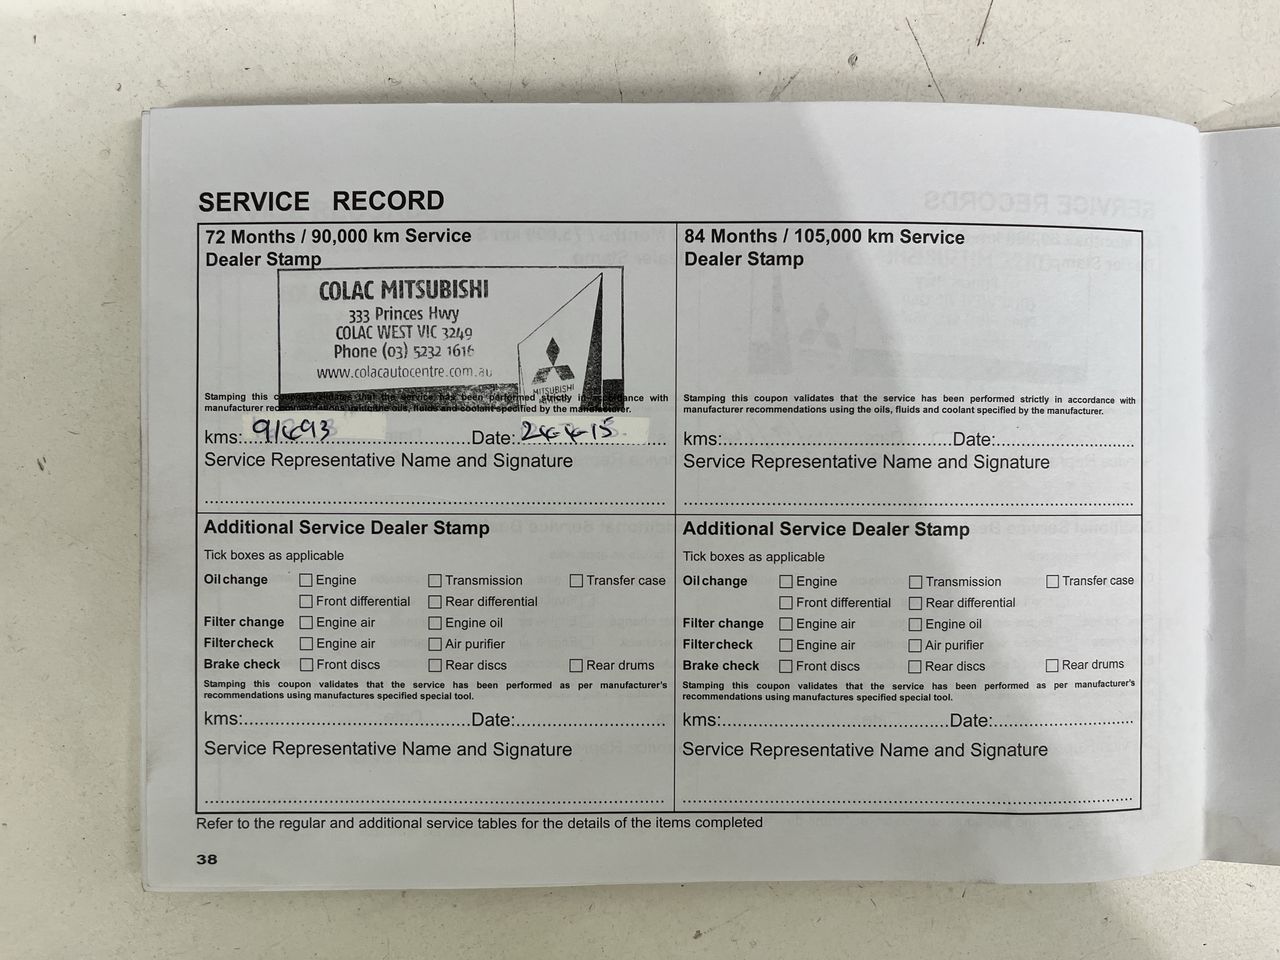 SERVICE RECORD
72 Months / 90,000 km Service
Dealer Stamp
COLAC MITSUBISHI
333 Princes Hwy
COLAC WEST VIC 3249
Phone (03) 5232 1616
www.colacautocentre.com.au
MITSUBISHI
Stamping this coupon validates that the service has been performed strictly in accordance with
manufacturer recommendations using the oils, fluids and coolant specified by the manufacturer.
kms: 91493 Date: 24-4-15
Service Representative Name and Signature
Additional Service Dealer Stamp
Tick boxes as applicable
Oil change Engine Transmission Transfer case
Front differential Rear differential
Filter change Engine air Engine oil
Filter check Engine air Air purifier
Brake check Front discs Rear discs Rear drums
Stamping this coupon validates that the service has been performed as per manufacturer's
recommendations using manufactures specified special tool.
kms: Date:
Service Representative Name and Signature
84 Months / 105,000 km Service
Dealer Stamp
Stamping this coupon validates that the service has been performed strictly in accordance with
manufacturer recommendations using the oils, fluids and coolant specified by the manufacturer.
kms: Date:
Service Representative Name and Signature
Additional Service Dealer Stamp
Tick boxes as applicable
Oil change Engine Transmission Transfer case
Front differential Rear differential
Filter change Engine air Engine oil
Filter check Engine air Air purifier
Brake check Front discs Rear discs Rear drums
Stamping this coupon validates that the service has been performed as per manufacturer's
recommendations using manufactures specified special tool.
kms: Date:
Service Representative Name and Signature
Refer to the regular and additional service tables for the details of the items completed
38